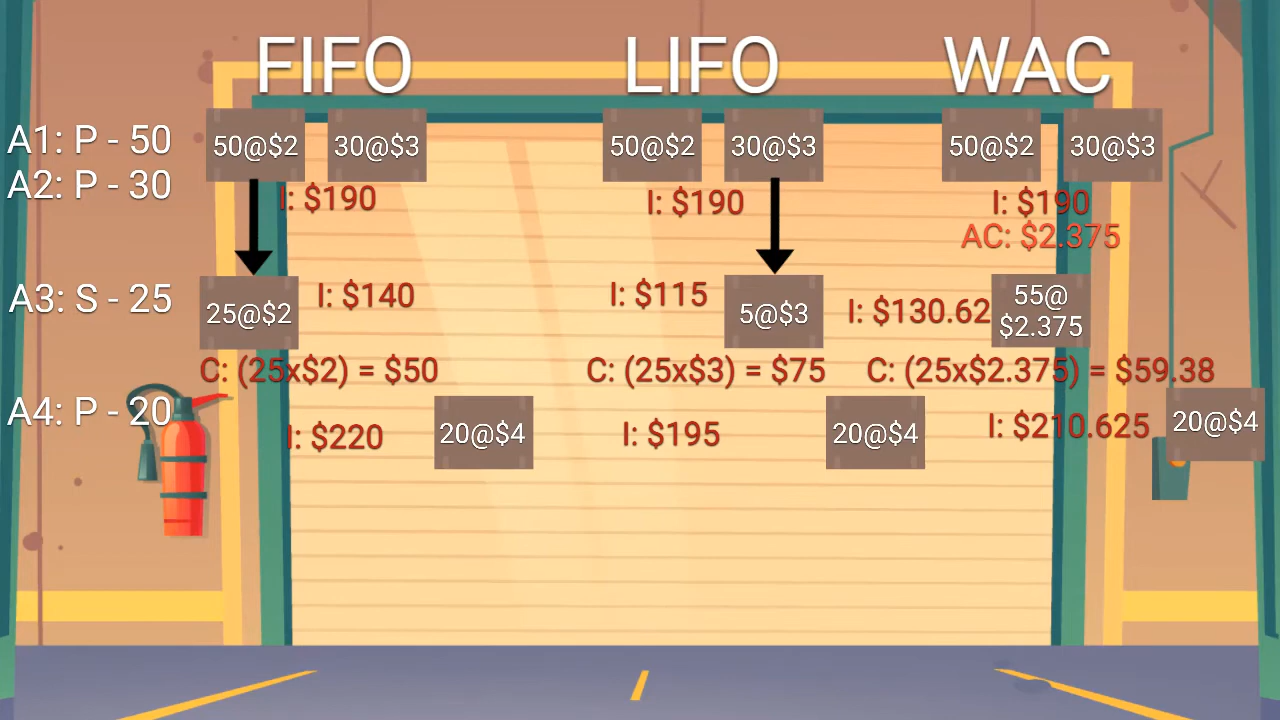 FIFO LIFO WAC
A1: P - 50 50@$2 30@$3 50@$2 30@$3 50@$2 30@$3
A2: P - 30 I: $190 I: $190 I: $190
AC: $2.375
A3: S - 25 25@$2 I: $140 I: $115 5@$3 I: $130.62 55@
$2.375
C: (25x$2) = $50 C: (25x$3) = $75 C: (25x$2.375) = $59.38
A4: P - 20 I: $220 20@$4 I: $195 20@$4 I: $210.625 20@$4